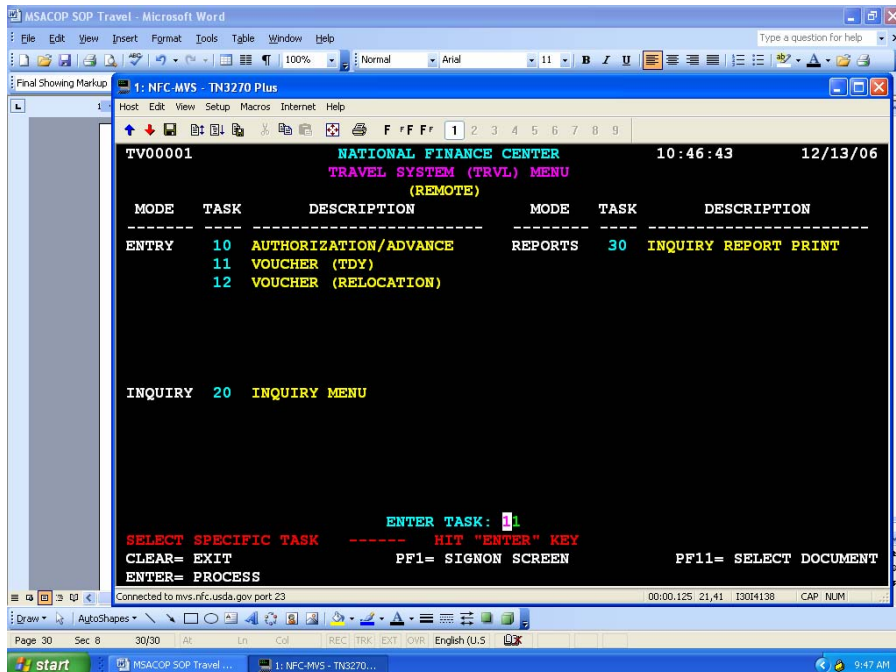 MSACOP SOP Travel - Microsoft Word
File Edit View Insert Format Tools Table Window Help Type a question for help
100% Normal Arial 11 B I U
Final Showing Markup
1: NFC-MVS - TN3270 Plus
Host Edit View Setup Macros Internet Help
1 2 3 4 5 6 7 8 9
TV00001 NATIONAL FINANCE CENTER 10:46:43 12/13/06
TRAVEL SYSTEM (TRVL) MENU
(REMOTE)
MODE TASK DESCRIPTION MODE TASK DESCRIPTION
------- ---- ------------------------ ------- ---- -----------------------
ENTRY 10 AUTHORIZATION/ADVANCE REPORTS 30 INQUIRY REPORT PRINT
11 VOUCHER (TDY)
12 VOUCHER (RELOCATION)
INQUIRY 20 INQUIRY MENU
ENTER TASK: 11
SELECT SPECIFIC TASK ------ HIT "ENTER" KEY
CLEAR= EXIT PF1= SIGNON SCREEN PF11= SELECT DOCUMENT
ENTER= PROCESS
Connected to mvs.nfc.usda.gov port 23 00:00.125 21,41 I30I4138 CAP NUM
Draw AutoShapes
Page 30 Sec 8 30/30 At Ln Col REC TRK EXT OVR English (U.S
start MSACOP SOP Travel ... 1: NFC-MVS - TN3270... 9:47 AM